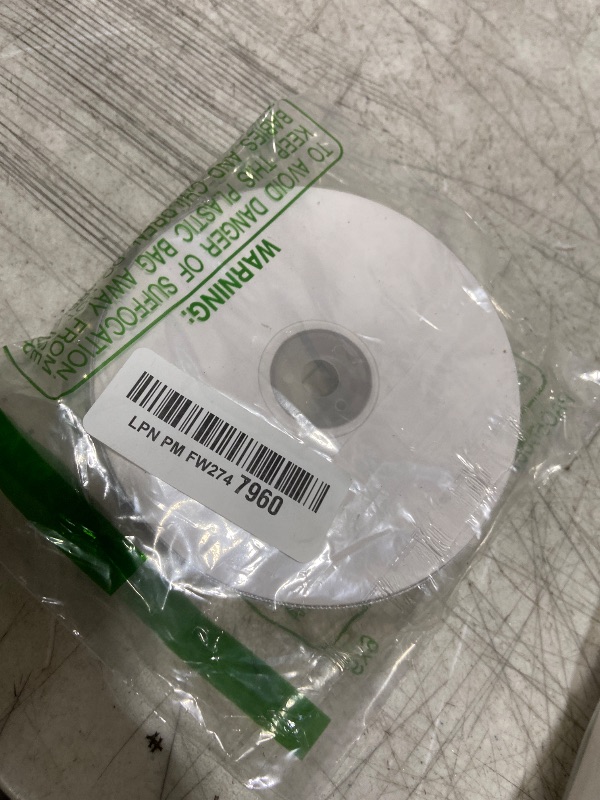 WARNING:
TO AVOID DANGER OF SUFFOCATION
KEEP THIS PLASTIC BAG AWAY FROM
BABIES AND CHILDREN
LPN PM FW274 7960